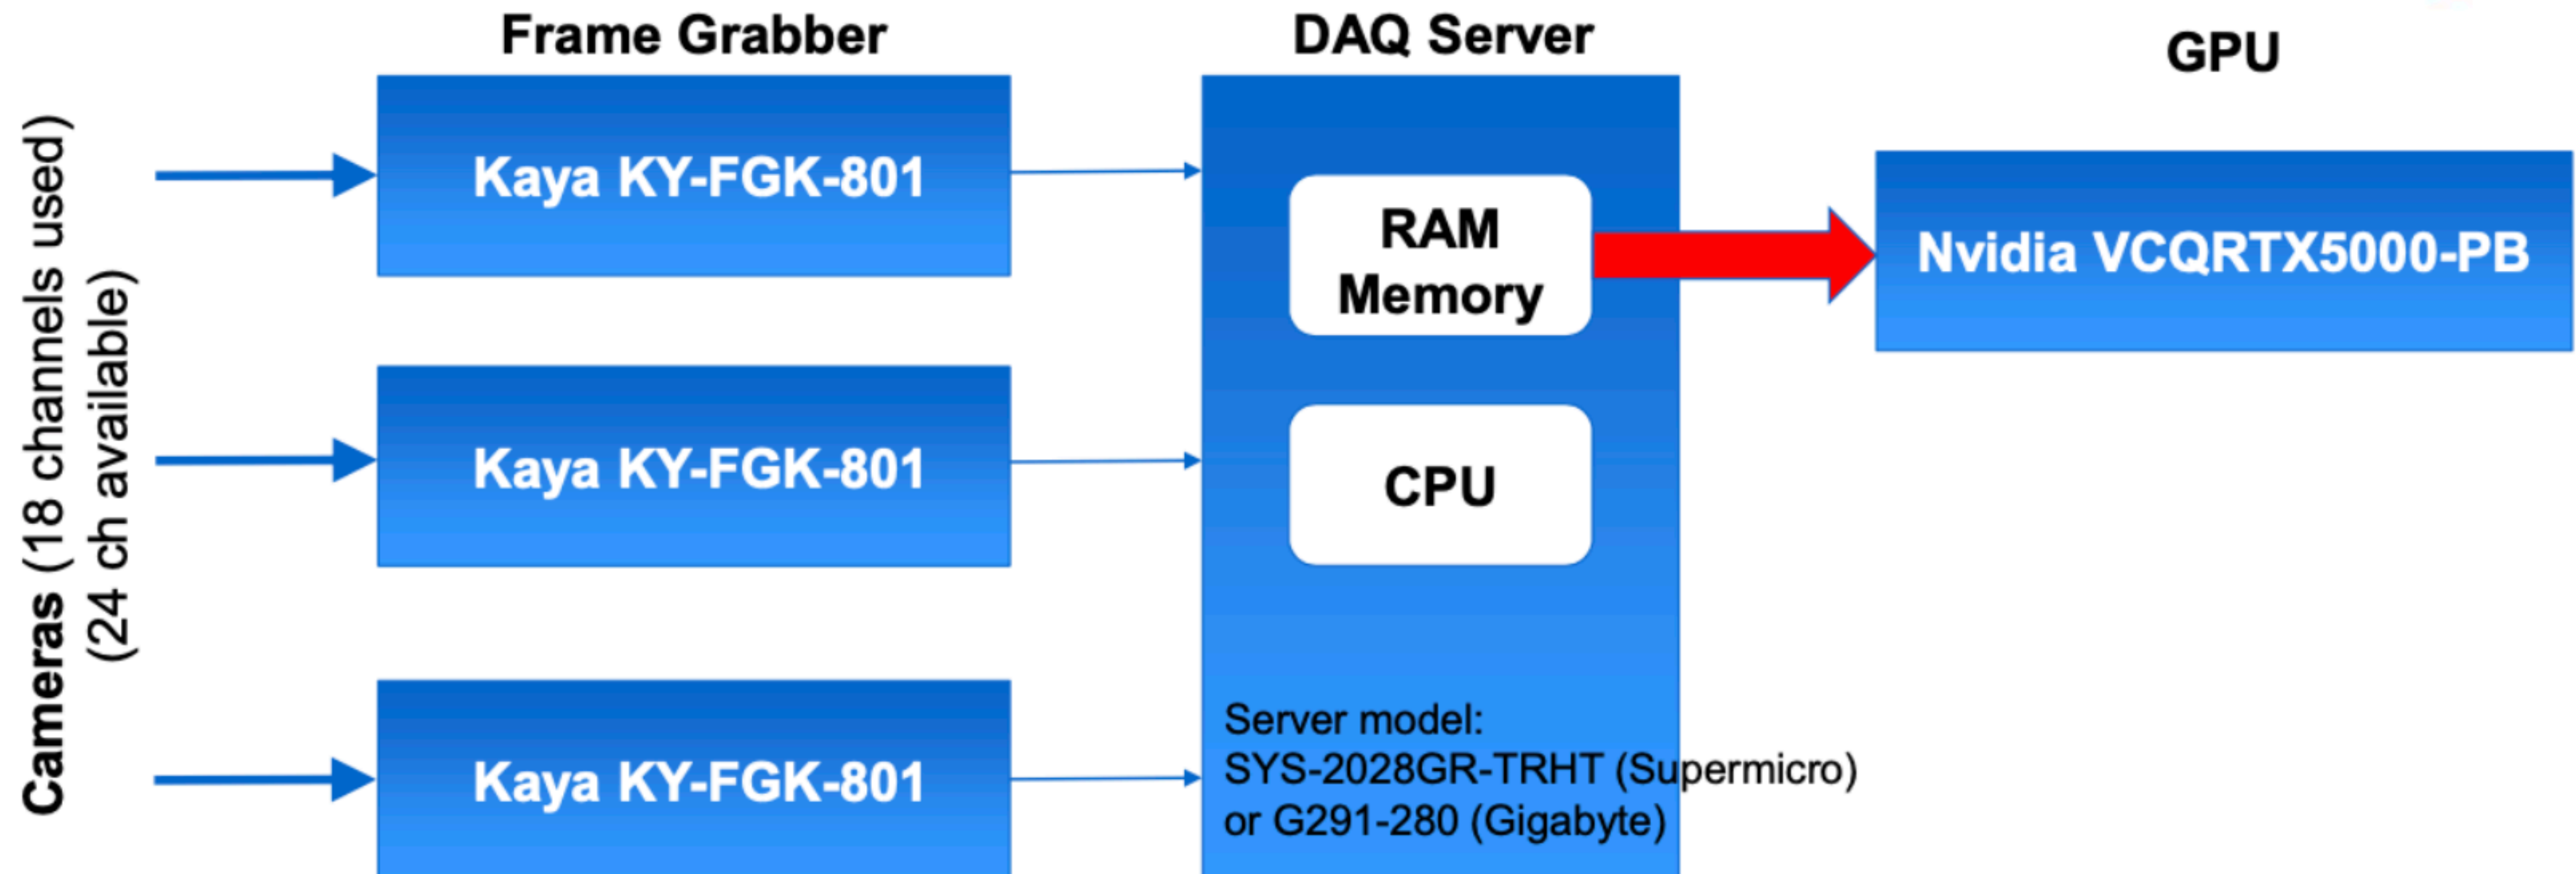 Frame Grabber
DAQ Server
GPU
Cameras (18 channels used)
(24 ch available)
Kaya KY-FGK-801
Kaya KY-FGK-801
Kaya KY-FGK-801
RAM
Memory
CPU
Server model:
SYS-2028GR-TRHT (Supermicro)
or G291-280 (Gigabyte)
Nvidia VCQRTX5000-PB